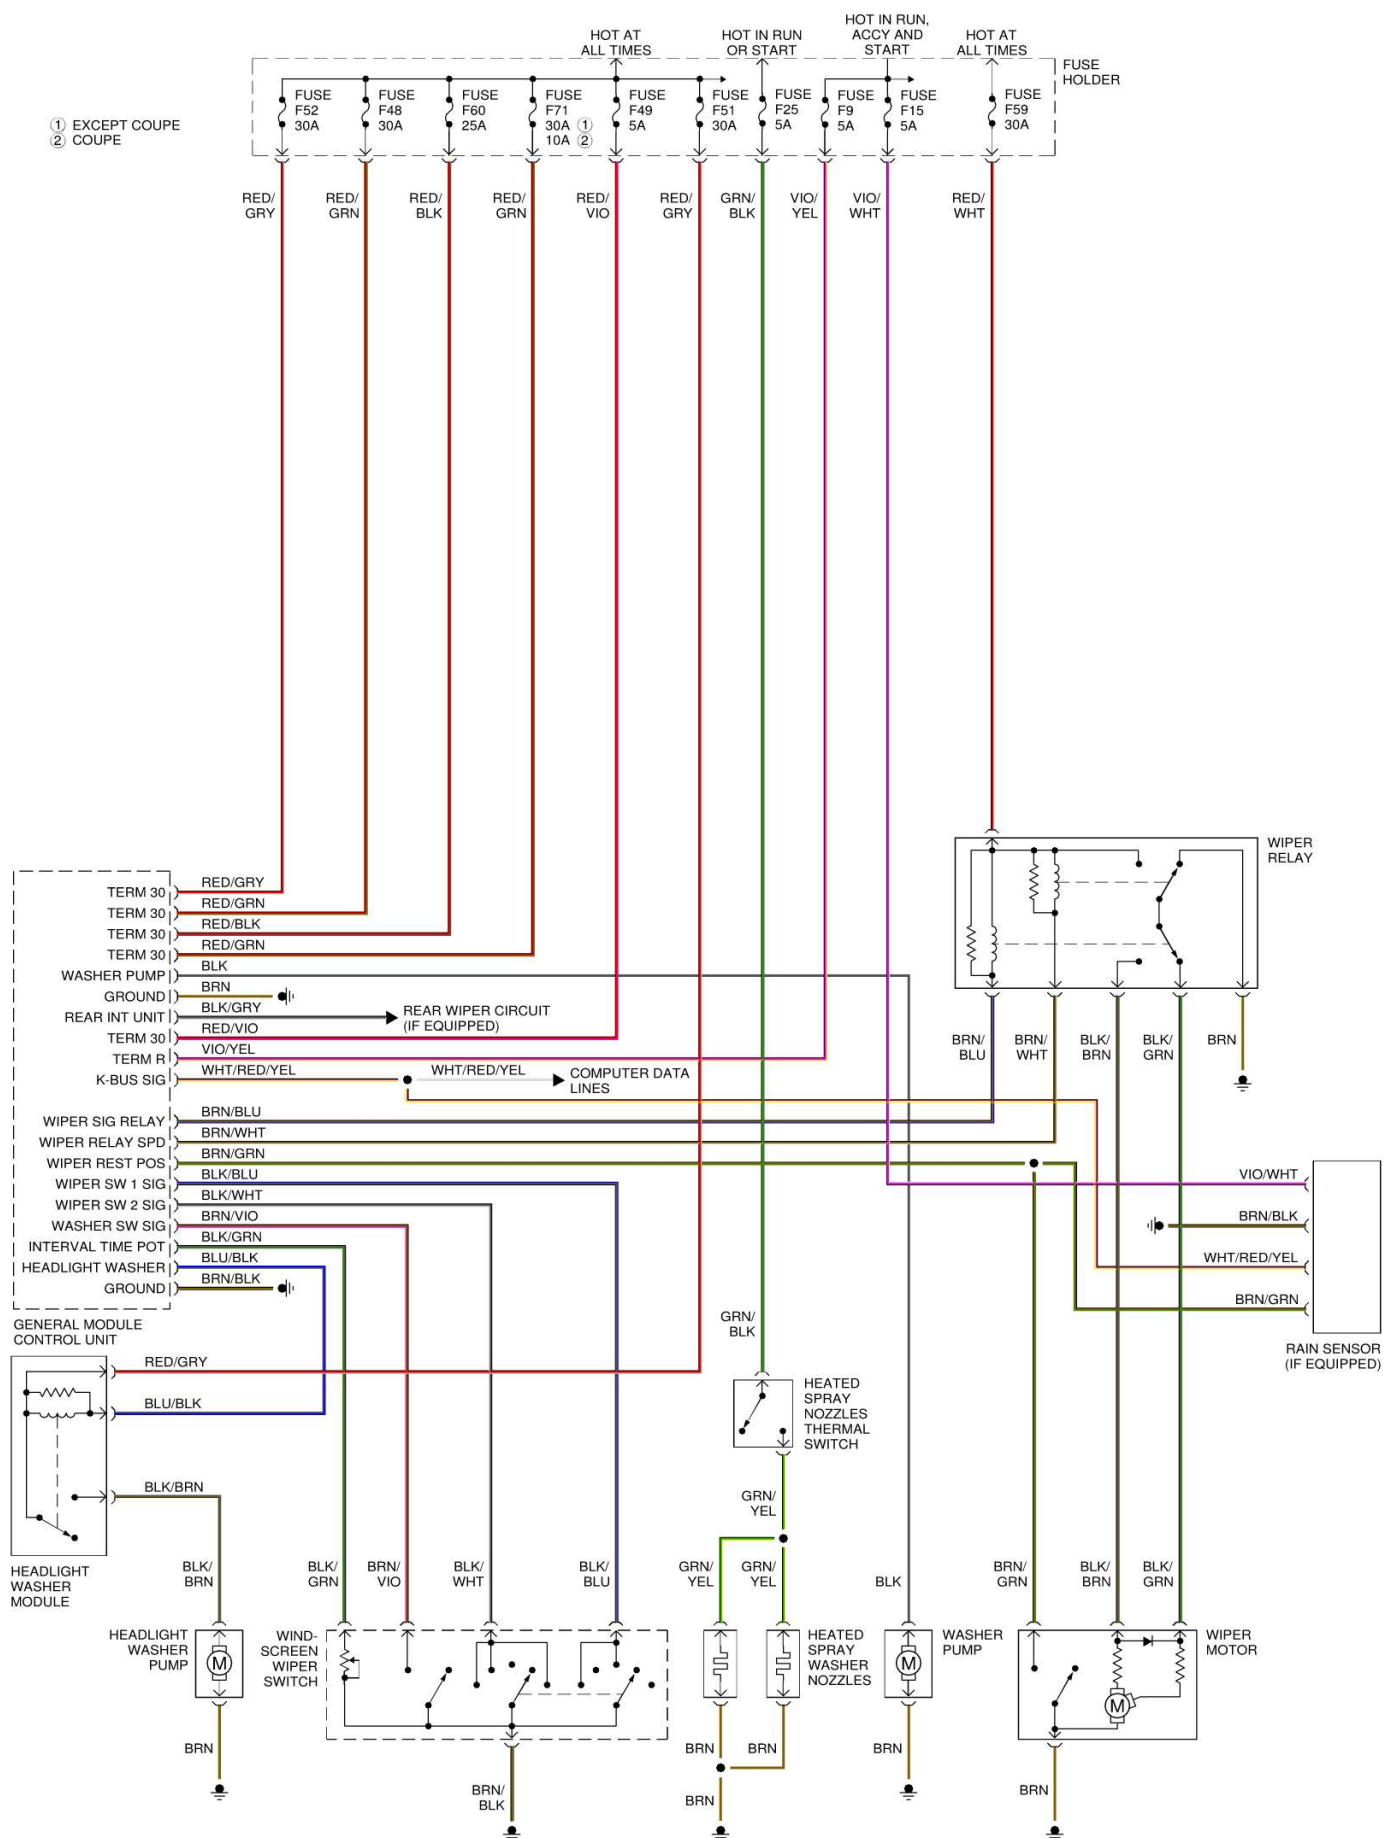 HOT AT
ALL TIMES
HOT IN RUN
OR START
HOT IN RUN,
ACCY AND
START
HOT AT
ALL TIMES
FUSE
HOLDER
① EXCEPT COUPE
② COUPE
FUSE
F52
30A
FUSE
F48
30A
FUSE
F60
25A
FUSE
F71
30A ①
10A ②
FUSE
F49
5A
FUSE
F51
30A
FUSE
F25
5A
FUSE
F9
5A
FUSE
F15
5A
FUSE
F59
30A
RED/
GRY
RED/
GRN
RED/
BLK
RED/
GRN
RED/
VIO
RED/
GRY
GRN/
BLK
VIO/
YEL
VIO/
WHT
RED/
WHT
WIPER
RELAY
TERM 30 RED/GRY
TERM 30 RED/GRN
TERM 30 RED/BLK
TERM 30 RED/GRN
WASHER PUMP BLK
GROUND BRN
REAR INT UNIT BLK/GRY
REAR WIPER CIRCUIT
(IF EQUIPPED)
TERM 30 RED/VIO
TERM R VIO/YEL
K-BUS SIG WHT/RED/YEL
WHT/RED/YEL
COMPUTER DATA
LINES
WIPER SIG RELAY BRN/BLU
WIPER RELAY SPD BRN/WHT
WIPER REST POS BRN/GRN
WIPER SW 1 SIG BLK/BLU
WIPER SW 2 SIG BLK/WHT
WASHER SW SIG BRN/VIO
INTERVAL TIME POT BLK/GRN
HEADLIGHT WASHER BLU/BLK
GROUND BRN/BLK
GENERAL MODULE
CONTROL UNIT
BRN/
BLU
BRN/
WHT
BLK/
BRN
BLK/
GRN
BRN
VIO/WHT
BRN/BLK
WHT/RED/YEL
BRN/GRN
RAIN SENSOR
(IF EQUIPPED)
RED/GRY
BLU/BLK
BLK/BRN
HEADLIGHT
WASHER
MODULE
GRN/
BLK
HEATED
SPRAY
NOZZLES
THERMAL
SWITCH
GRN/
YEL
BLK/
BRN
BLK/
GRN
BRN/
VIO
BLK/
WHT
BLK/
BLU
GRN/
YEL
GRN/
YEL
BLK
BRN/
GRN
BLK/
BRN
BLK/
GRN
HEADLIGHT
WASHER
PUMP
M
WIND-
SCREEN
WIPER
SWITCH
HEATED
SPRAY
WASHER
NOZZLES
M
WASHER
PUMP
M
WIPER
MOTOR
BRN
BRN/
BLK
BRN
BRN
BRN
BRN
BRN